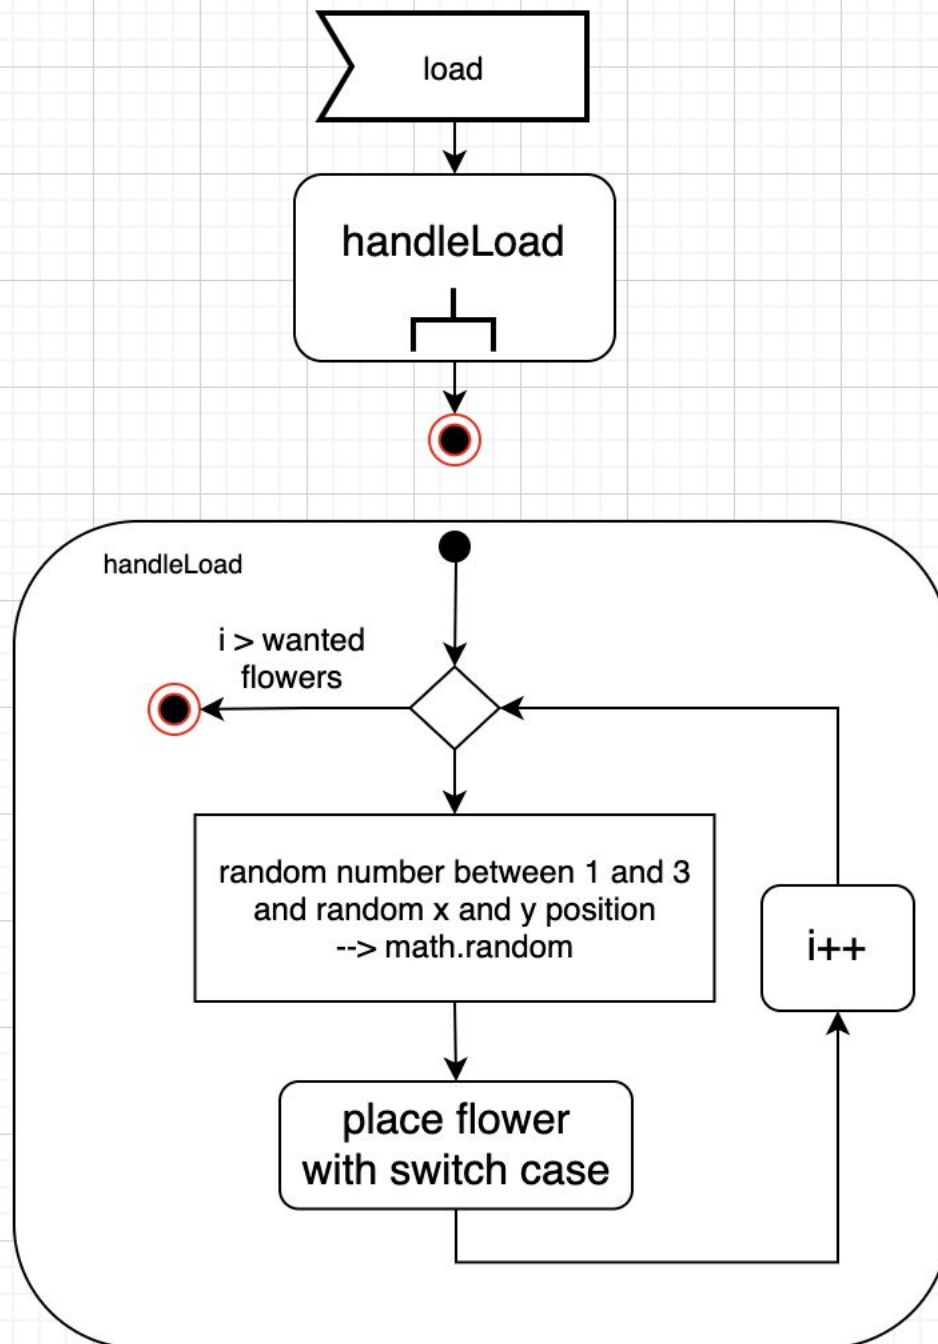 load
handleLoad
handleLoad
i > wanted
flowers
random number between 1 and 3
and random x and y position
--> math.random
i++
place flower
with switch case